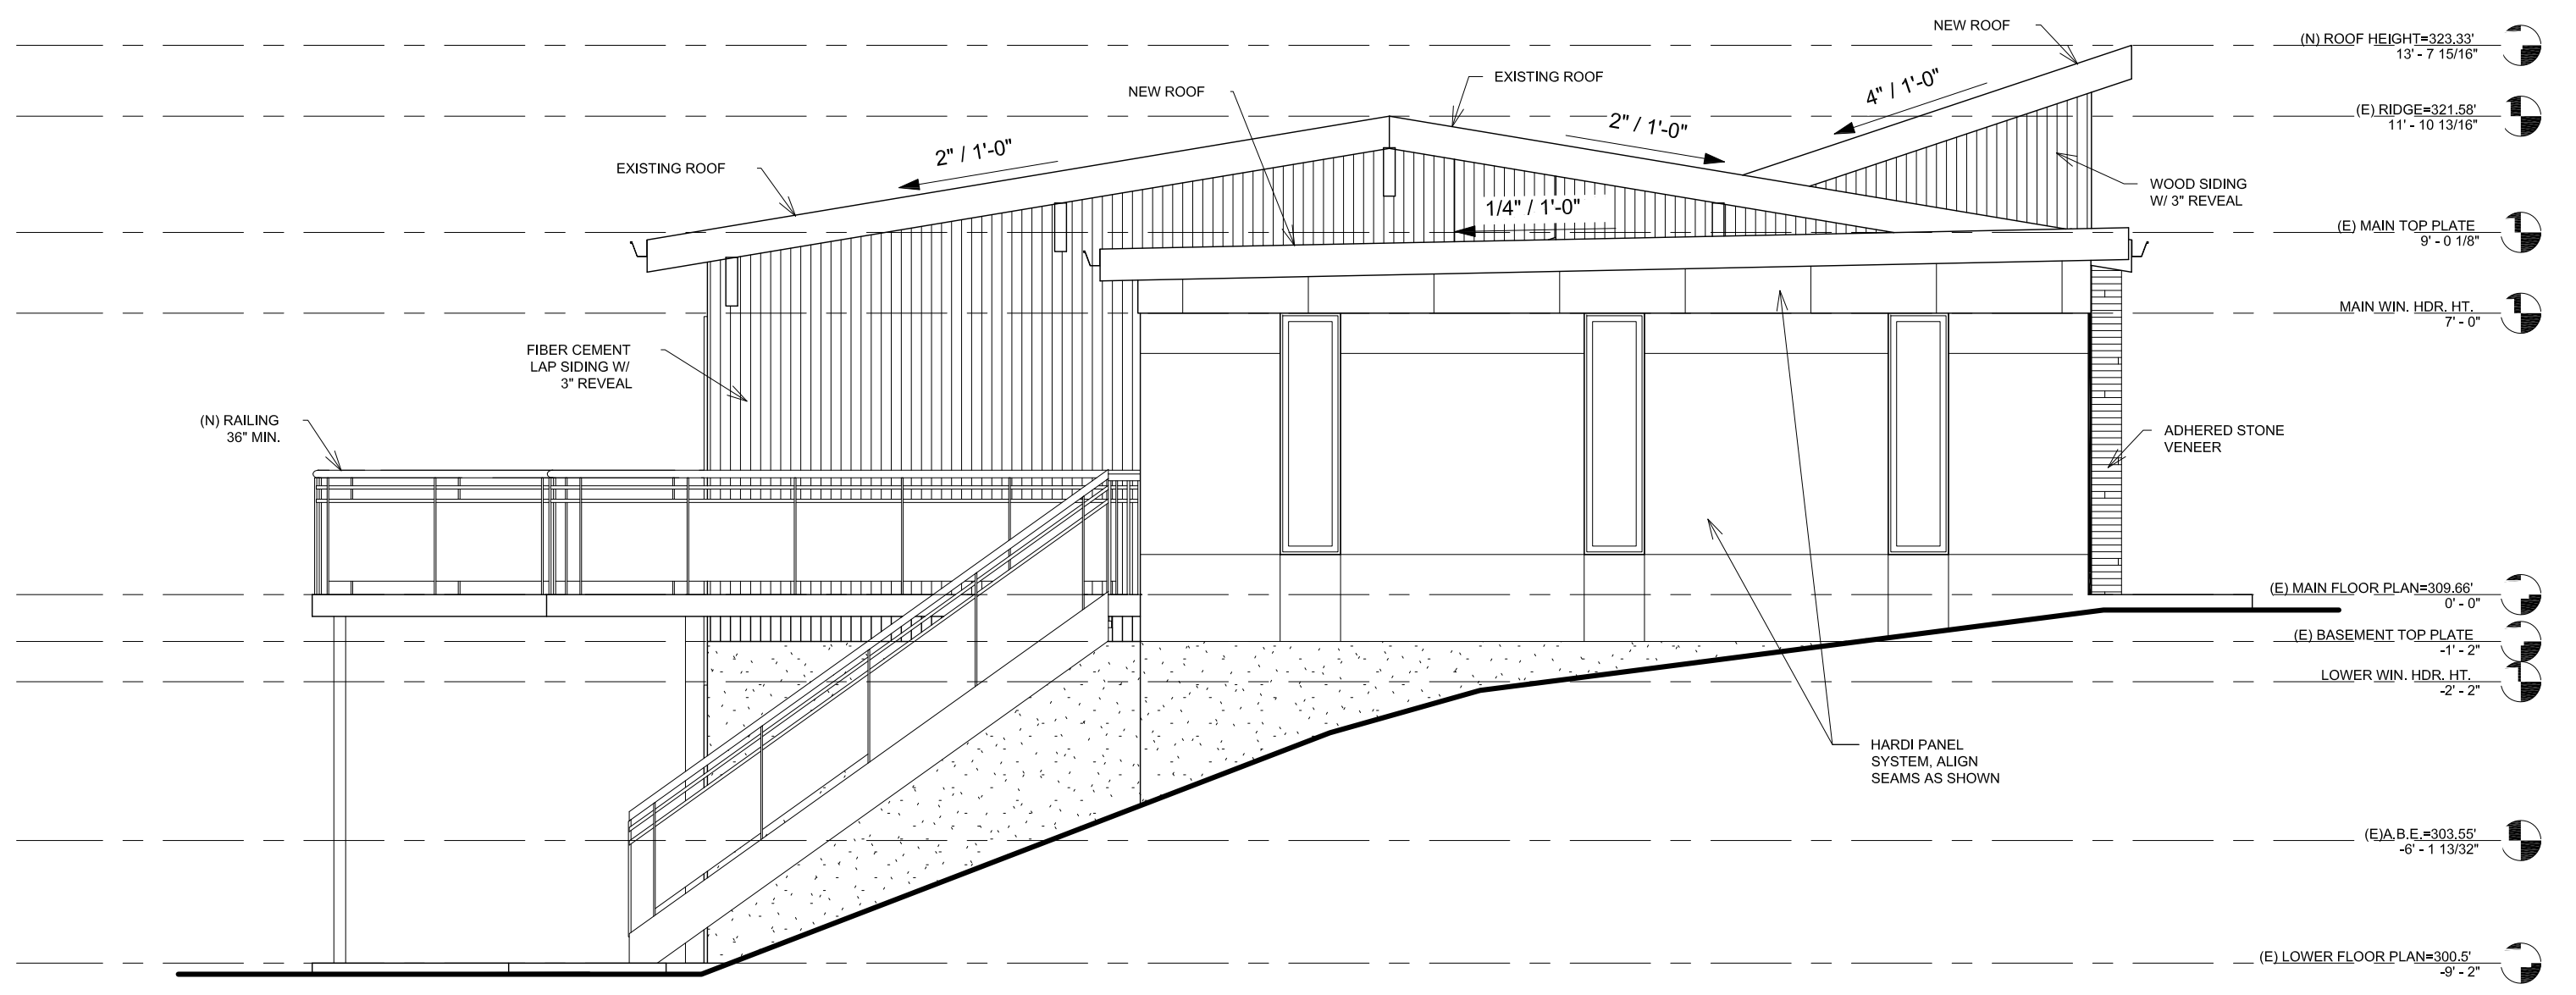 NEW ROOF
(N) ROOF HEIGHT=323.33'
13' - 7 15/16"
EXISTING ROOF
NEW ROOF
4" / 1'-0"
(E) RIDGE=321.58'
11' - 10 13/16"
2" / 1'-0"
2" / 1'-0"
EXISTING ROOF
WOOD SIDING
W/ 3" REVEAL
1/4" / 1'-0"
(E) MAIN TOP PLATE
9' - 0 1/8"
MAIN WIN. HDR. HT.
7' - 0"
FIBER CEMENT
LAP SIDING W/
3" REVEAL
(N) RAILING
36" MIN.
ADHERED STONE
VENEER
(E) MAIN FLOOR PLAN=309.66'
0' - 0"
(E) BASEMENT TOP PLATE
-1' - 2"
LOWER WIN. HDR. HT.
-2' - 2"
HARDI PANEL
SYSTEM, ALIGN
SEAMS AS SHOWN
(E)A.B.E.=303.55'
-6' - 1 13/32"
(E) LOWER FLOOR PLAN=300.5'
-9' - 2"